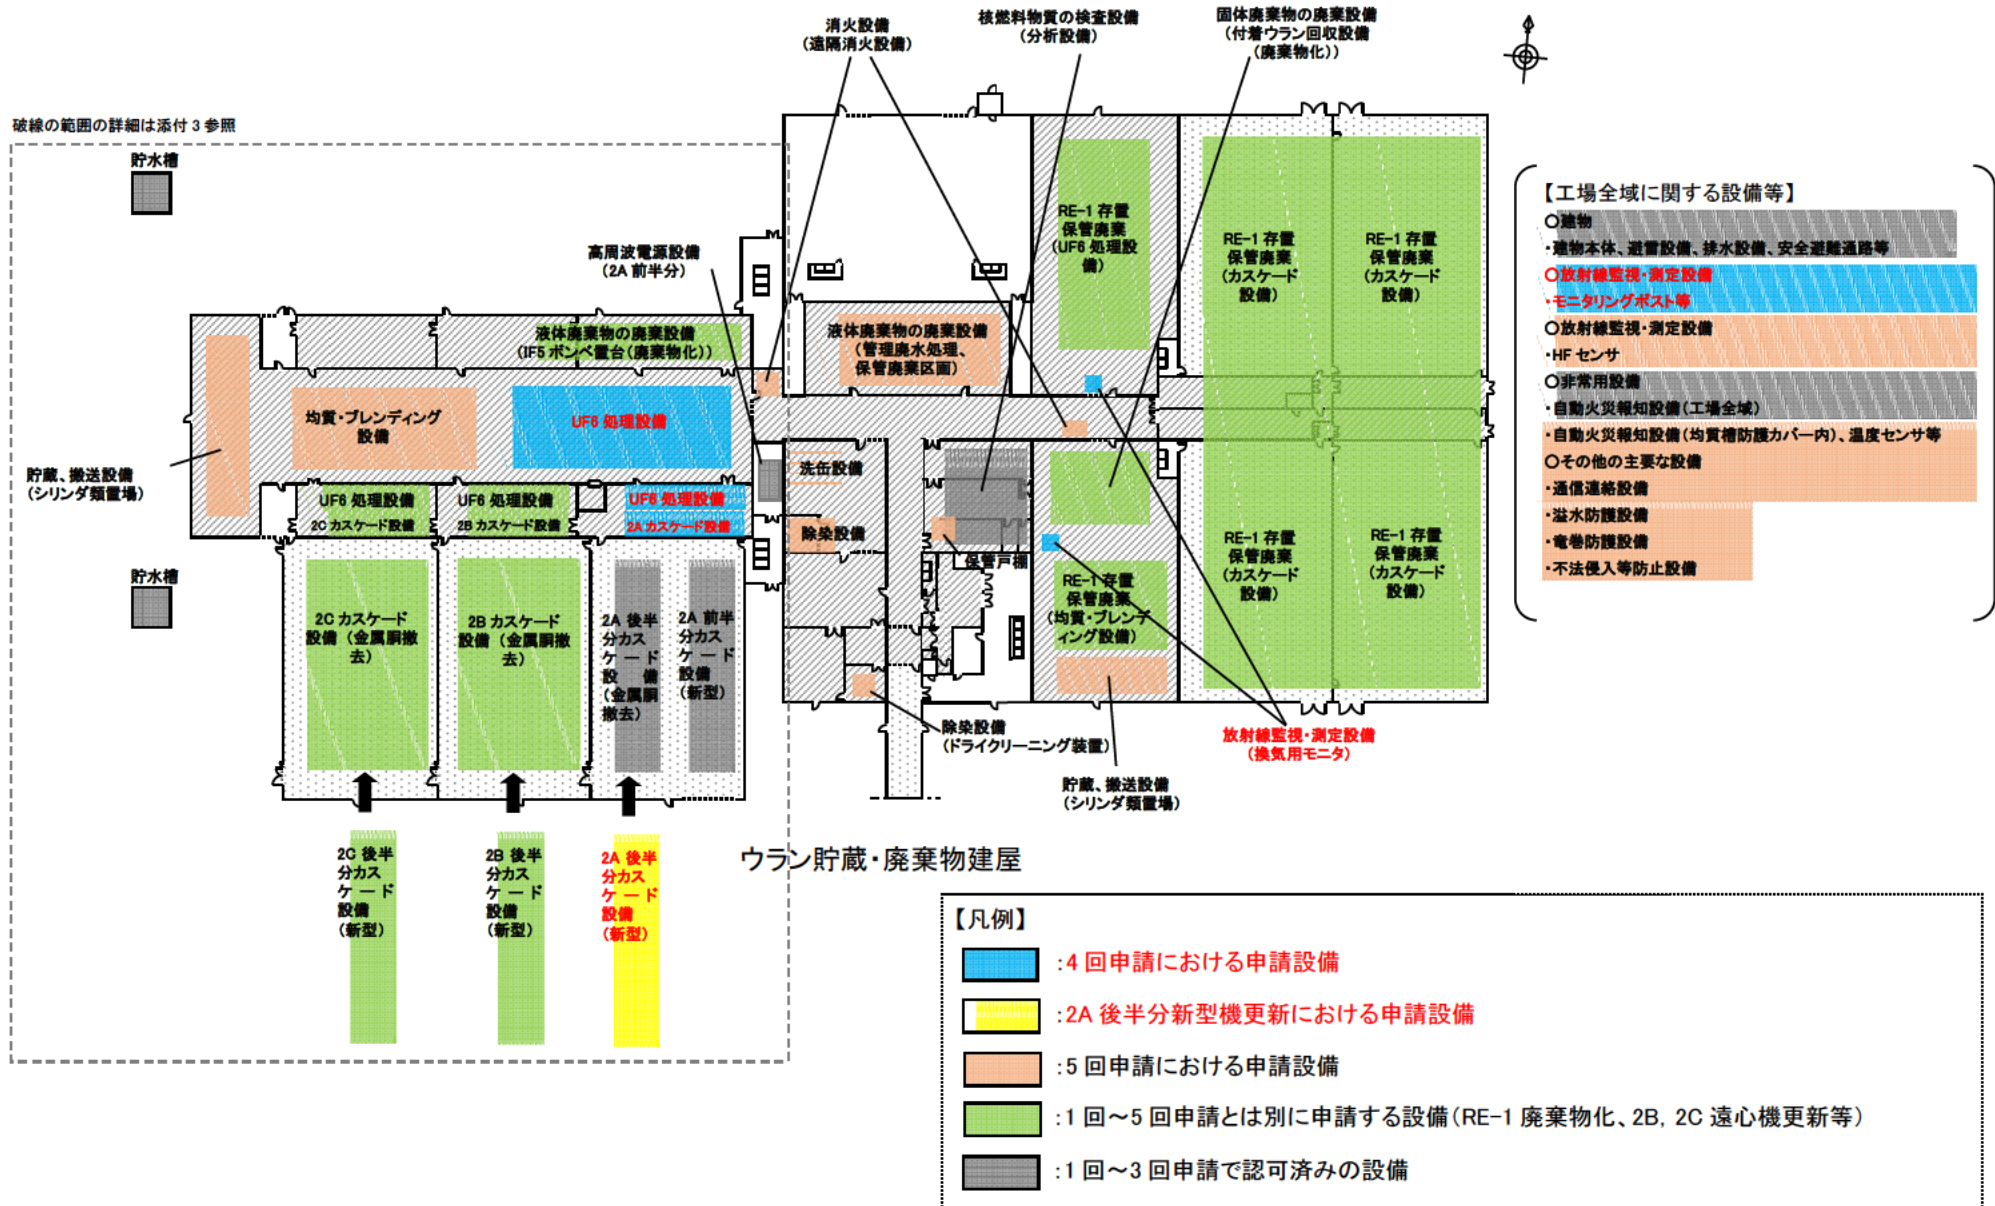 消火設備
（遠隔消火設備）
核燃料物質の検査設備
（分析設備）
固体廃棄物の廃棄設備
（付着ウラン回収設備
（廃棄物化））
破線の範囲の詳細は添付 3 参照
貯水槽
高周波電源設備
（2A 前半分）
液体廃棄物の廃棄設備
（IF5 ボンベ置台（廃棄物化））
液体廃棄物の廃棄設備
（管理廃水処理、
保管廃棄区画）
RE-1 存置
保管廃棄
（UF6 処理設
備）
RE-1 存置
保管廃棄
（カスケード
設備）
RE-1 存置
保管廃棄
（カスケード
設備）
【工場全域に関する設備等】
○建物
・建物本体、避雷設備、排水設備、安全避難通路等
○放射線監視・測定設備
・モニタリングポスト等
○放射線監視・測定設備
・HF センサ
○非常用設備
・自動火災報知設備（工場全域）
・自動火災報知設備（均質槽防護カバー内）、温度センサ等
○その他の主要な設備
・通信連絡設備
・溢水防護設備
・竜巻防護設備
・不法侵入等防止設備
均質・ブレンディング
設備
UF6 処理設備
貯蔵、搬送設備
（シリンダ類置場）
UF6 処理設備
2C カスケード設備
UF6 処理設備
2B カスケード設備
UF6 処理設備
2A カスケード設備
洗缶設備
除染設備
保管戸棚
RE-1 存置
保管廃棄
（均質・ブレンデ
ィング設備）
RE-1 存置
保管廃棄
（カスケード
設備）
RE-1 存置
保管廃棄
（カスケード
設備）
貯水槽
2C カスケード
設備（金属胴撤
去）
2B カスケード
設備（金属胴撤
去）
2A 後半
分カス
ケード
設備
（金属胴
撤去）
2A 前半
分カス
ケード
設備
（新型）
除染設備
（ドライクリーニング装置）
貯蔵、搬送設備
（シリンダ類置場）
放射線監視・測定設備
（換気用モニタ）
2C 後半
分カス
ケード
設備
（新型）
2B 後半
分カス
ケード
設備
（新型）
2A 後半
分カス
ケード
設備
（新型）
ウラン貯蔵・廃棄物建屋
【凡例】
：4 回申請における申請設備
：2A 後半分新型機更新における申請設備
：5 回申請における申請設備
：1 回～5 回申請とは別に申請する設備（RE-1 廃棄物化、2B, 2C 遠心機更新等）
：1 回～3 回申請で認可済みの設備